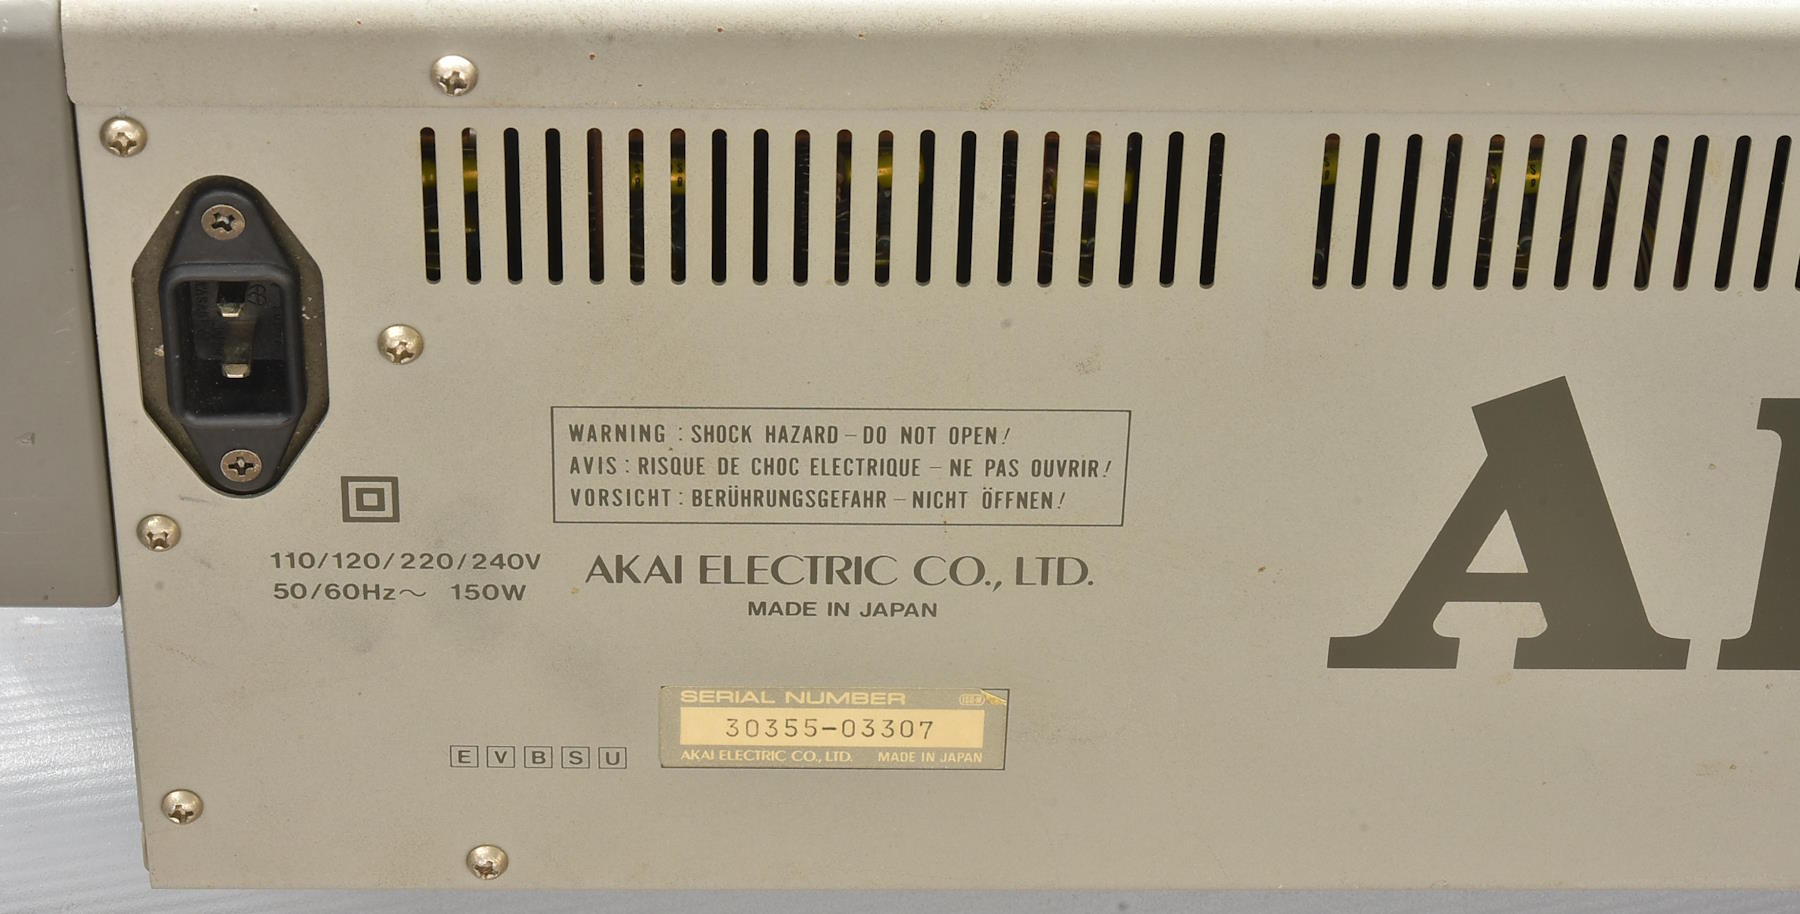 WARNING : SHOCK HAZARD – DO NOT OPEN!
AVIS : RISQUE DE CHOC ELECTRIQUE – NE PAS OUVRIR!
VORSICHT : BERÜHRUNGSGEFAHR – NICHT ÖFFNEN!
110/120/220/240V
50/60Hz～ 150W
AKAI ELECTRIC CO., LTD.
MADE IN JAPAN
SERIAL NUMBER
30355-03307
AKAI ELECTRIC CO., LTD. MADE IN JAPAN
E V B S U
A